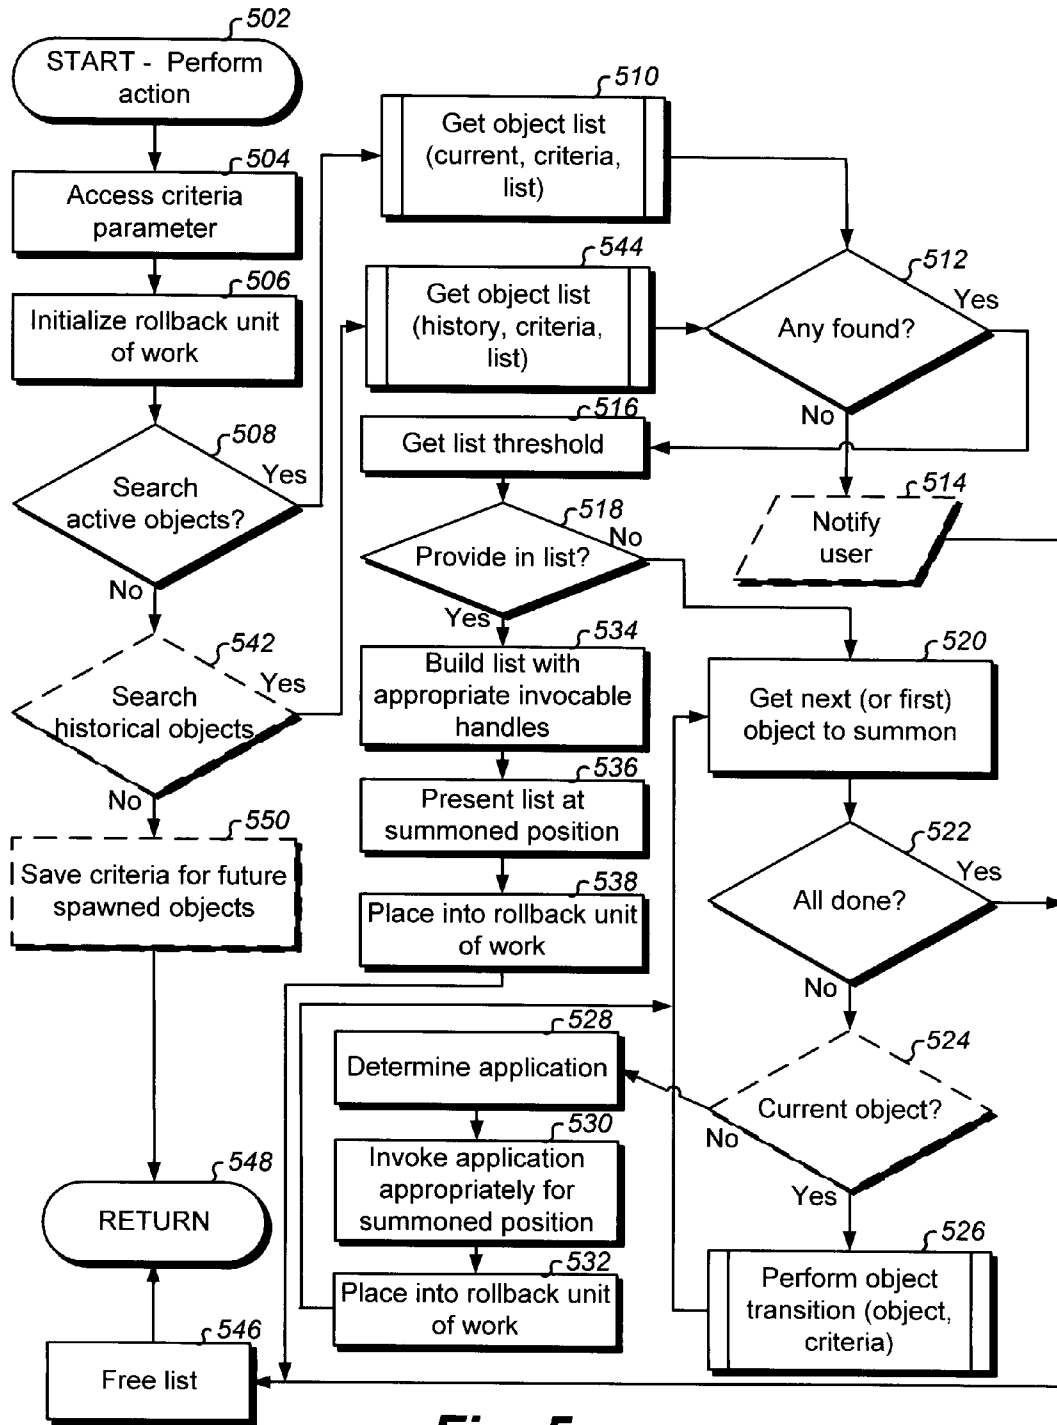 502
START - Perform
action
504
Access criteria
parameter
506
Initialize rollback unit
of work
508
Search
active objects?
Yes
No
542
Search
historical objects
Yes
No
550
Save criteria for future
spawned objects
548
RETURN
546
Free list
510
Get object list
(current, criteria,
list)
544
Get object list
(history, criteria,
list)
512
Any found?
Yes
No
514
Notify
user
516
Get list threshold
518
Provide in list?
No
Yes
534
Build list with
appropriate invocable
handles
536
Present list at
summoned position
538
Place into rollback unit
of work
520
Get next (or first)
object to summon
522
All done?
Yes
No
524
Current object?
No
Yes
526
Perform object
transition (object,
criteria)
528
Determine application
530
Invoke application
appropriately for
summoned position
532
Place into rollback unit
of work
Fig. 5